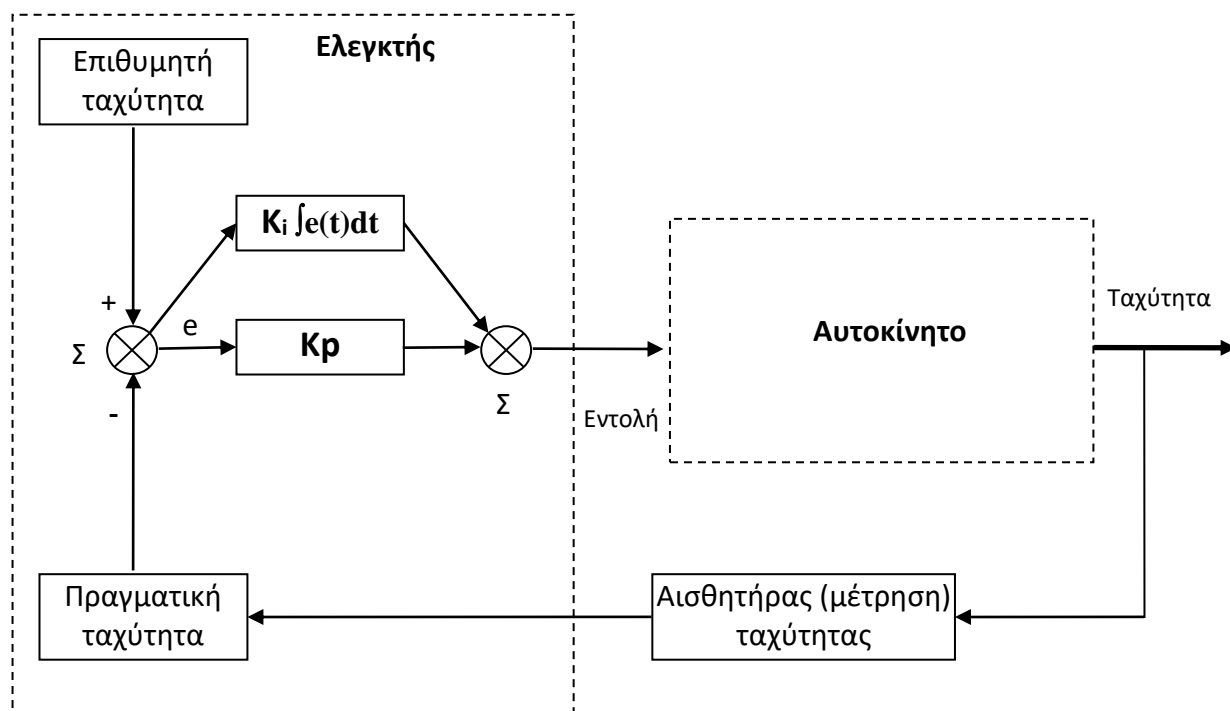 Ελεγκτής
Επιθυμητή
ταχύτητα
Kᵢ ∫e(t)dt
+
Σ
e
Kp
Σ
-
Εντολή
Αυτοκίνητο
Ταχύτητα
Πραγματική
ταχύτητα
Αισθητήρας (μέτρηση)
ταχύτητας